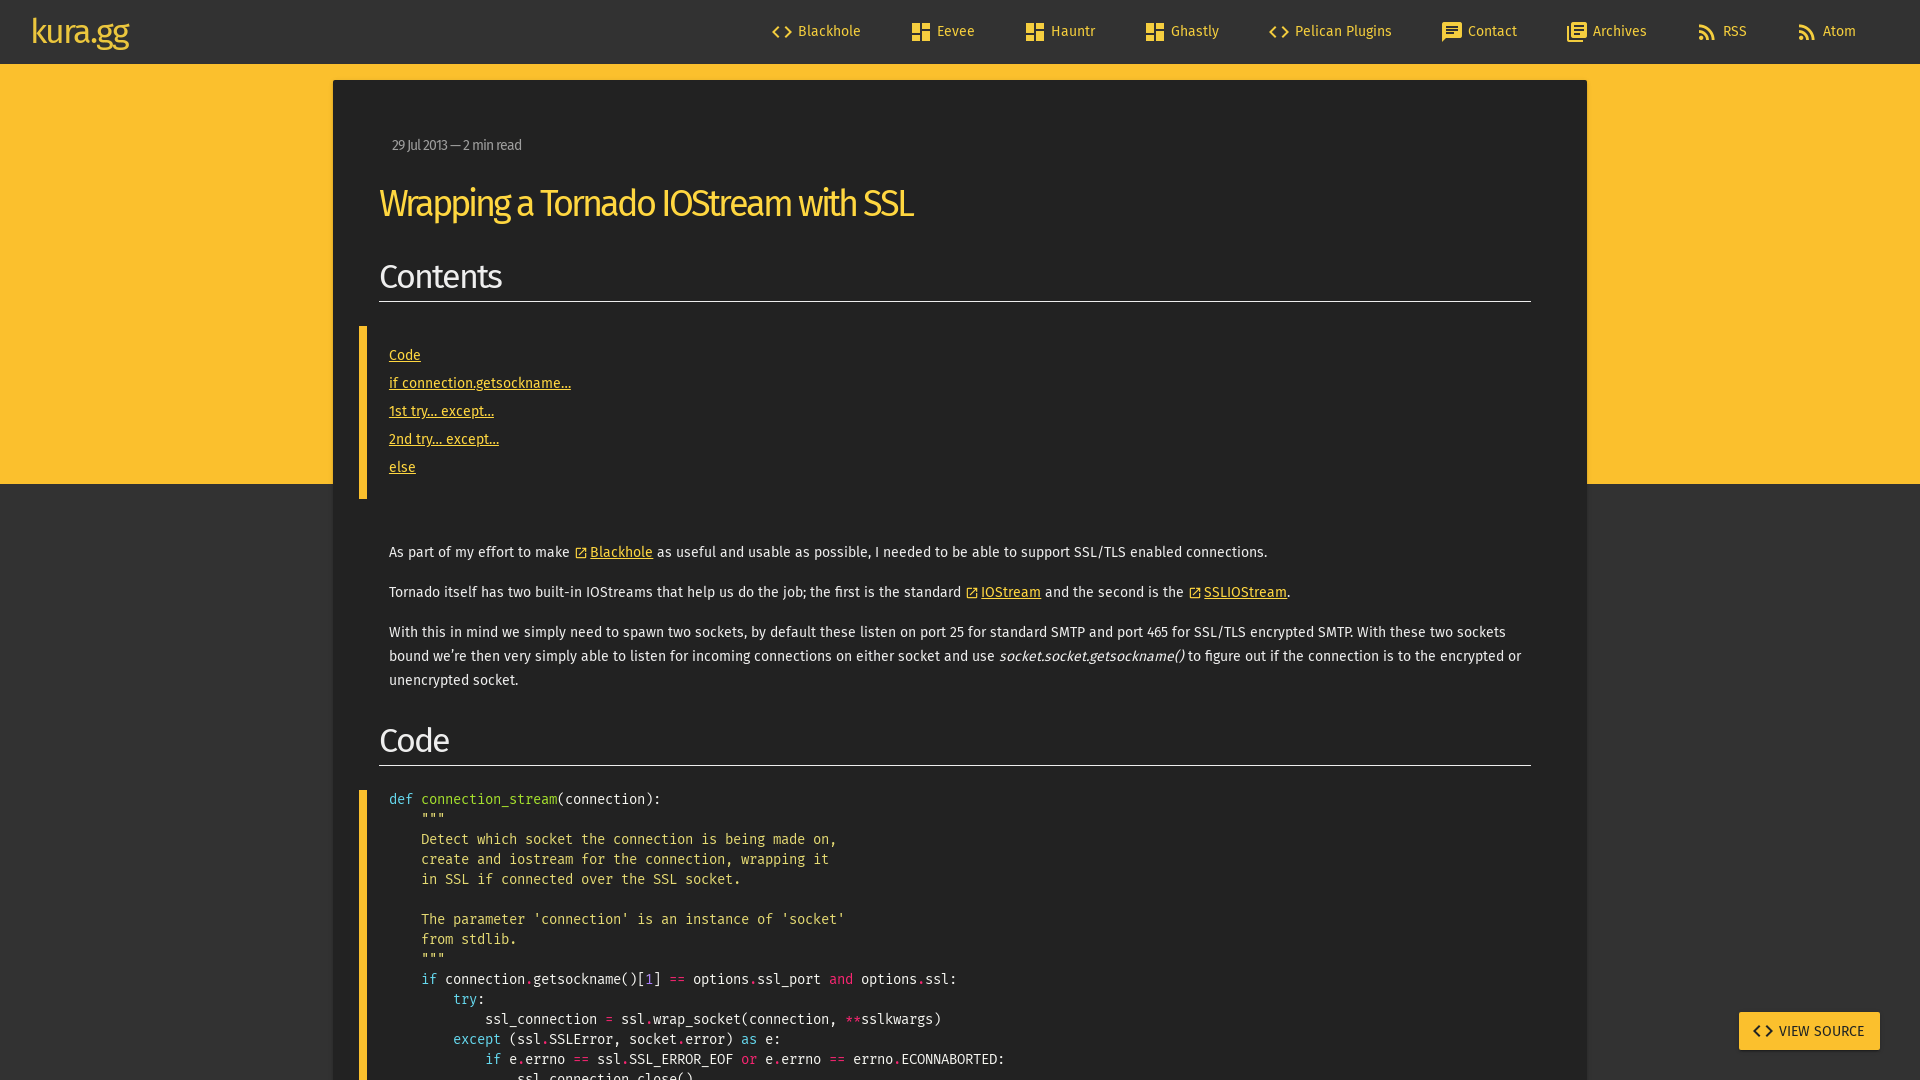 kura.gg
Blackhole
Eevee
Hauntr
Ghastly
Pelican Plugins
Contact
Archives
RSS
Atom
29 Jul 2013 — 2 min read
Wrapping a Tornado IOStream with SSL
Contents
Code
if connection.getsockname…
1st try… except…
2nd try… except…
else
As part of my effort to make Blackhole as useful and usable as possible, I needed to be able to support SSL/TLS enabled connections.
Tornado itself has two built-in IOStreams that help us do the job; the first is the standard IOStream and the second is the SSLIOStream.
With this in mind we simply need to spawn two sockets, by default these listen on port 25 for standard SMTP and port 465 for SSL/TLS encrypted SMTP. With these two sockets
bound we’re then very simply able to listen for incoming connections on either socket and use socket.socket.getsockname() to figure out if the connection is to the encrypted or
unencrypted socket.
Code
def connection_stream(connection):
    """
    Detect which socket the connection is being made on,
    create and iostream for the connection, wrapping it
    in SSL if connected over the SSL socket.

    The parameter 'connection' is an instance of 'socket'
    from stdlib.
    """
    if connection.getsockname()[1] == options.ssl_port and options.ssl:
        try:
            ssl_connection = ssl.wrap_socket(connection, **sslkwargs)
        except (ssl.SSLError, socket.error) as e:
            if e.errno == ssl.SSL_ERROR_EOF or e.errno == errno.ECONNABORTED:
                ssl_connection.close()
VIEW SOURCE